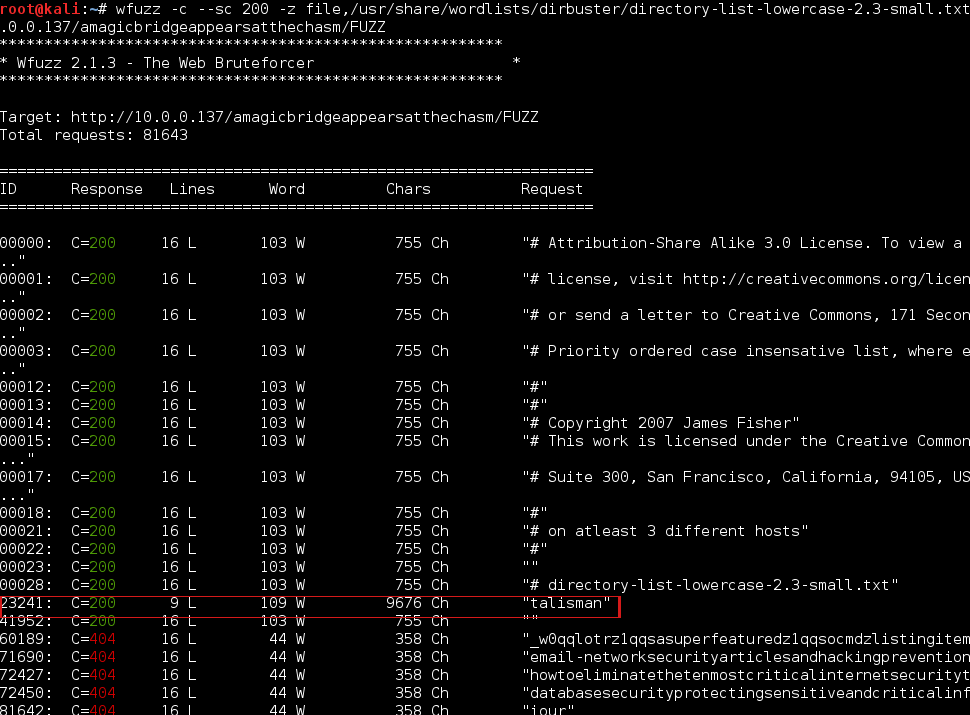 root@kali:~# wfuzz -c --sc 200 -z file,/usr/share/wordlists/dirbuster/directory-list-lowercase-2.3-small.txt
.0.0.137/amagicbridgeappearsatthechasm/FUZZ
********************************************************
* Wfuzz 2.1.3 - The Web Bruteforcer                      *
********************************************************
Target: http://10.0.0.137/amagicbridgeappearsatthechasm/FUZZ
Total requests: 81643
==================================================================
ID      Response   Lines      Word         Chars          Request
==================================================================
00000:  C=200     16 L       103 W          755 Ch        "# Attribution-Share Alike 3.0 License. To view a
.."
00001:  C=200     16 L       103 W          755 Ch        "# license, visit http://creativecommons.org/licen
.."
00002:  C=200     16 L       103 W          755 Ch        "# or send a letter to Creative Commons, 171 Secon
.."
00003:  C=200     16 L       103 W          755 Ch        "# Priority ordered case insensative list, where e
.."
00012:  C=200     16 L       103 W          755 Ch        "#"
00013:  C=200     16 L       103 W          755 Ch        "#"
00014:  C=200     16 L       103 W          755 Ch        "# Copyright 2007 James Fisher"
00015:  C=200     16 L       103 W          755 Ch        "# This work is licensed under the Creative Common
..."
00017:  C=200     16 L       103 W          755 Ch        "# Suite 300, San Francisco, California, 94105, US
..."
00018:  C=200     16 L       103 W          755 Ch        "#"
00021:  C=200     16 L       103 W          755 Ch        "# on atleast 3 different hosts"
00022:  C=200     16 L       103 W          755 Ch        "#"
00023:  C=200     16 L       103 W          755 Ch        ""
00028:  C=200     16 L       103 W          755 Ch        "# directory-list-lowercase-2.3-small.txt"
23241:  C=200      9 L       109 W         9676 Ch        "talisman"
41952:  C=200     16 L       103 W          755 Ch        ""
60189:  C=404     16 L        44 W          358 Ch        "_w0qqlotrz1qqsasuperfeaturedz1qqsocmdzlistingitem
71690:  C=404     16 L        44 W          358 Ch        "email-networksecurityarticlesandhackingprevention
72427:  C=404     16 L        44 W          358 Ch        "howtoeliminatethetenmostcriticalinternetsecurityt
72450:  C=404     16 L        44 W          358 Ch        "databasesecurityprotectingsensitiveandcriticalinf
81642:  C=404     16 L        44 W          358 Ch        "jour"